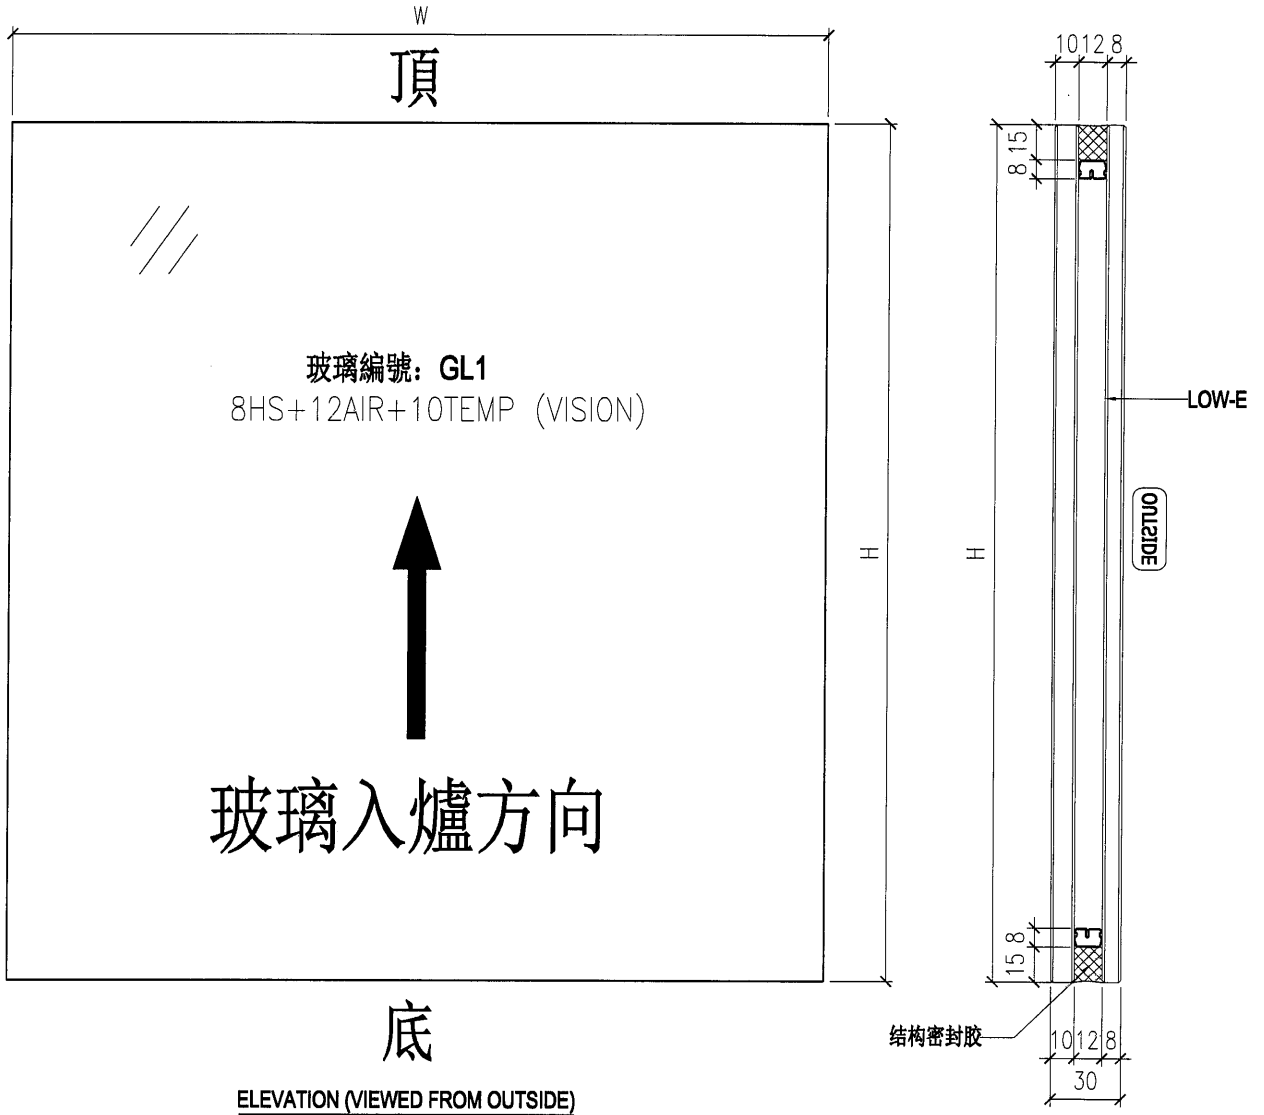 W
頂
10 12 8
15
8
玻璃編號：GL1
8HS+12AIR+10TEMP (VISION)
LOW-E
OUTSIDE
H
H
玻璃入爐方向
8
15
底
结构密封胶
10 12 8
30
ELEVATION (VIEWED FROM OUTSIDE)